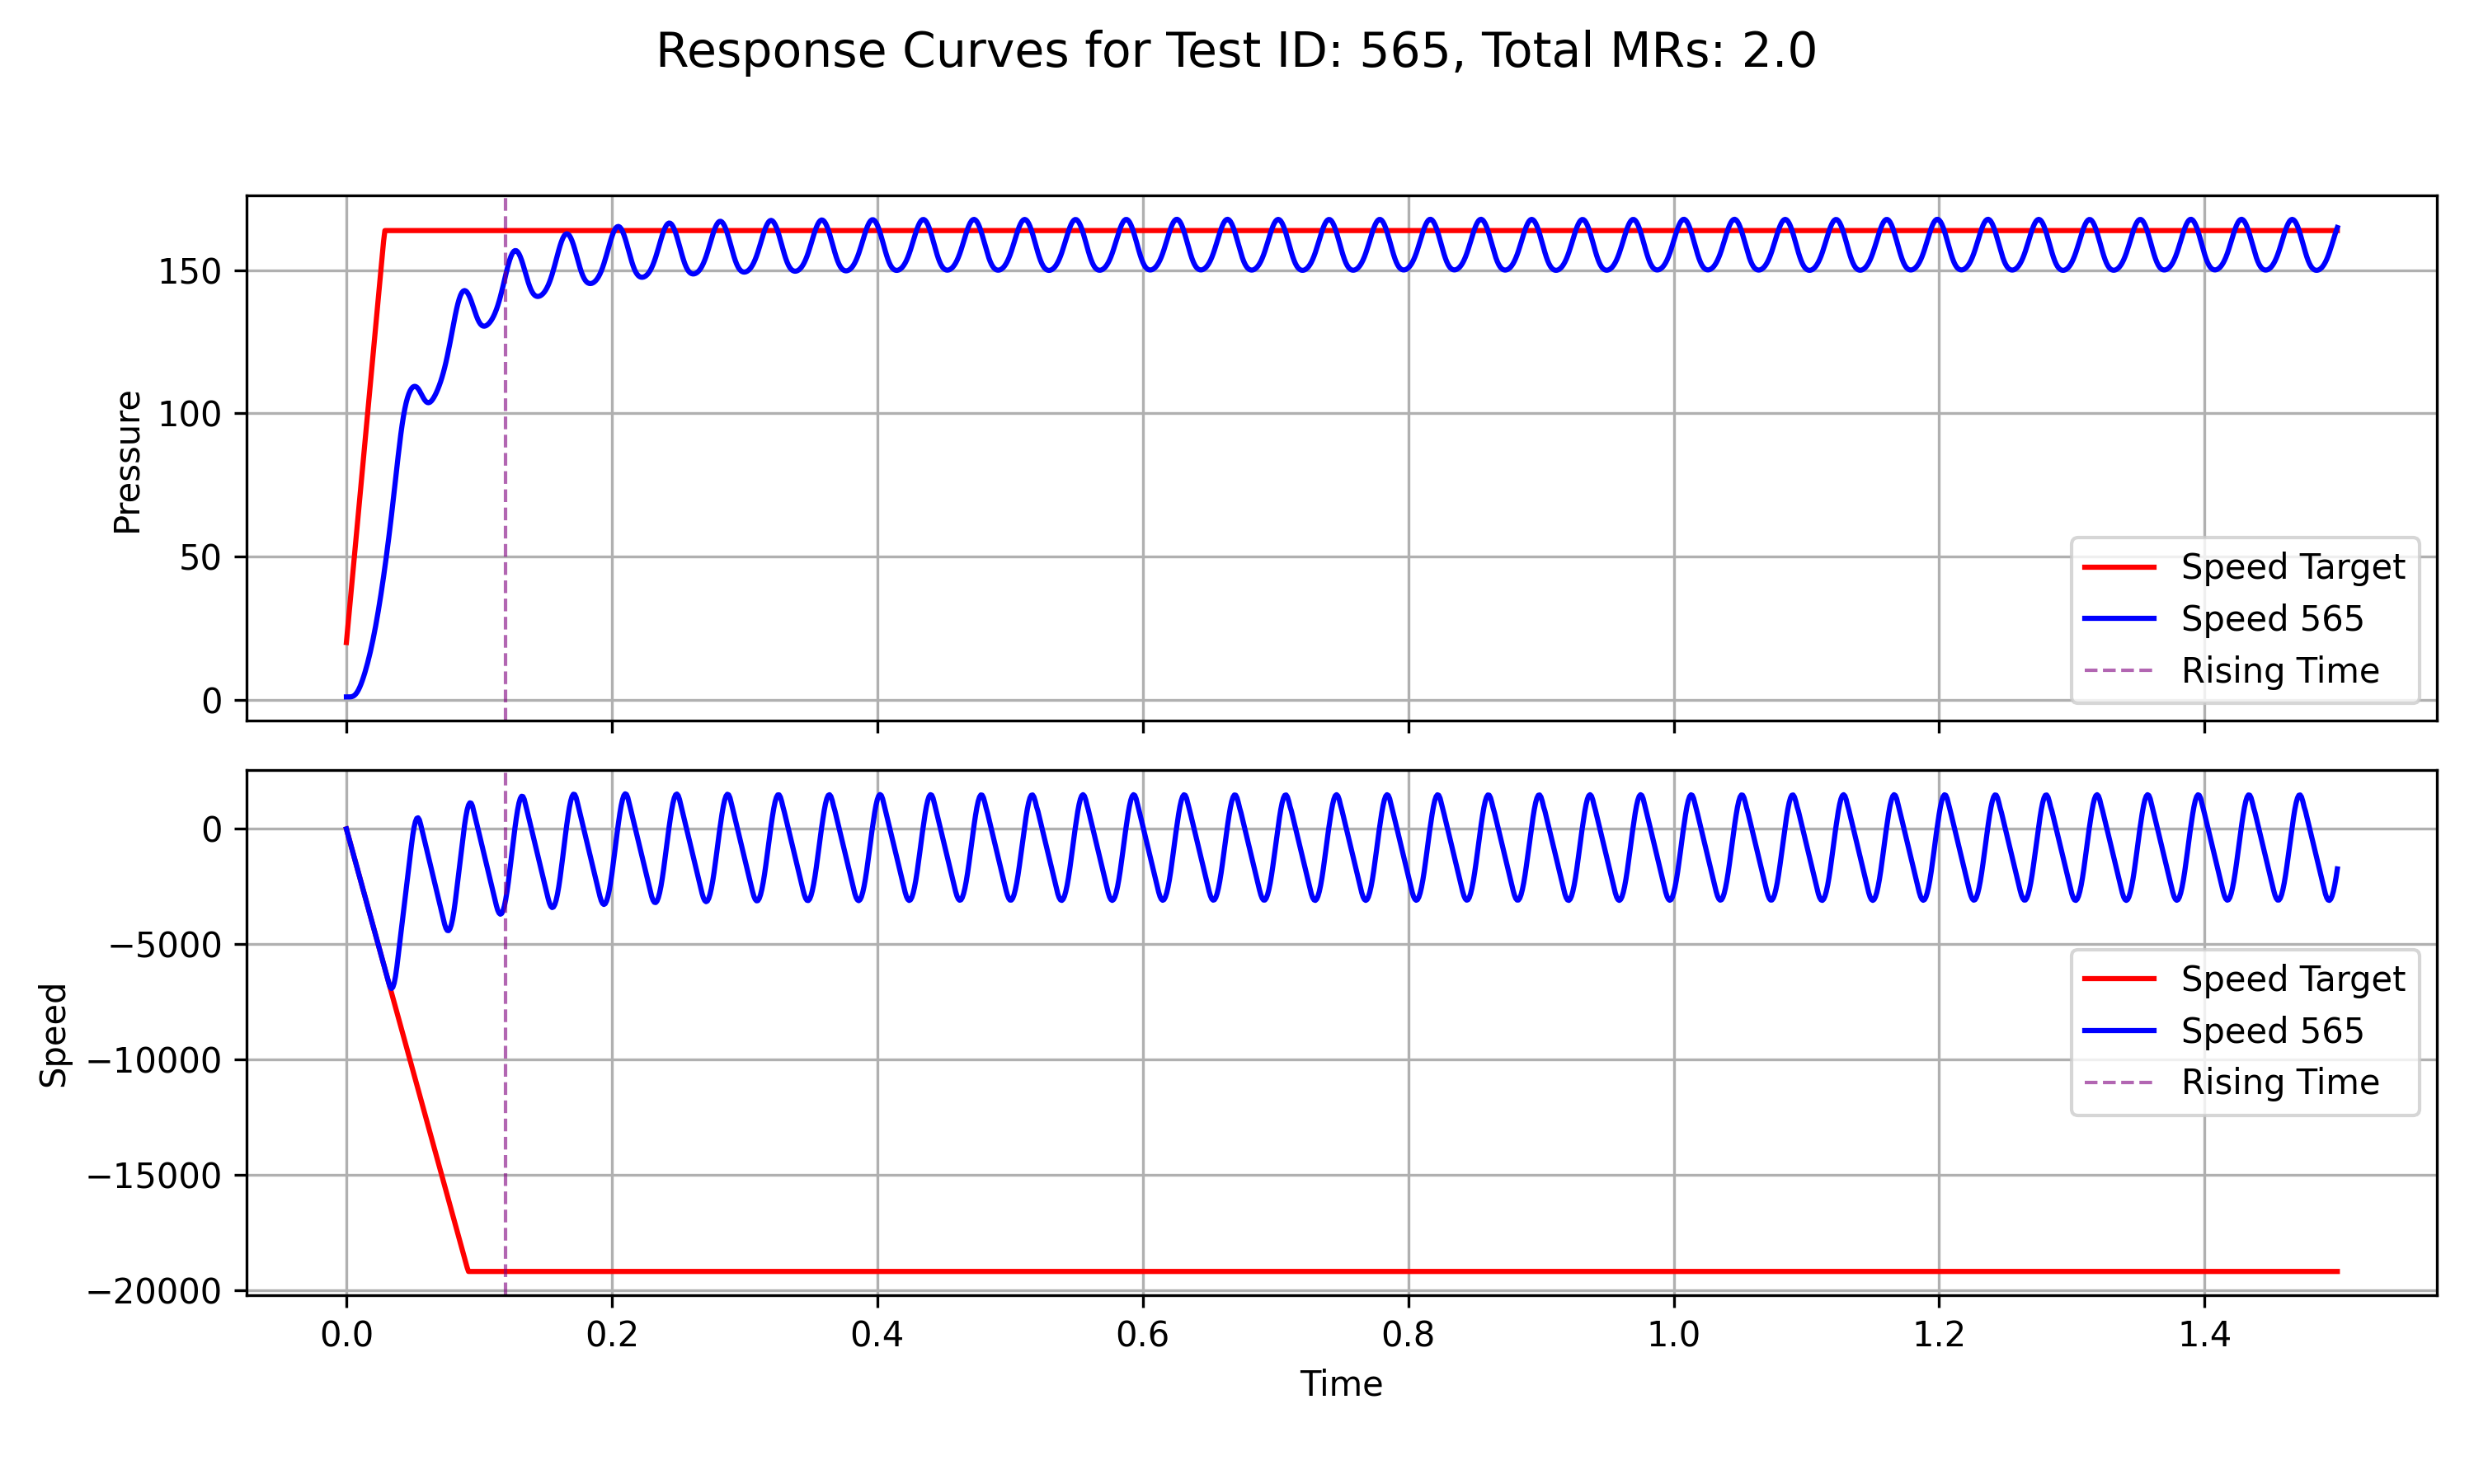 Response Curves for Test ID: 565, Total MRs: 2.0
150
100
50
0
Pressure
Speed Target
Speed 565
Rising Time
0
−5000
−10000
−15000
−20000
Speed
Speed Target
Speed 565
Rising Time
0.0 0.2 0.4 0.6 0.8 1.0 1.2 1.4
Time